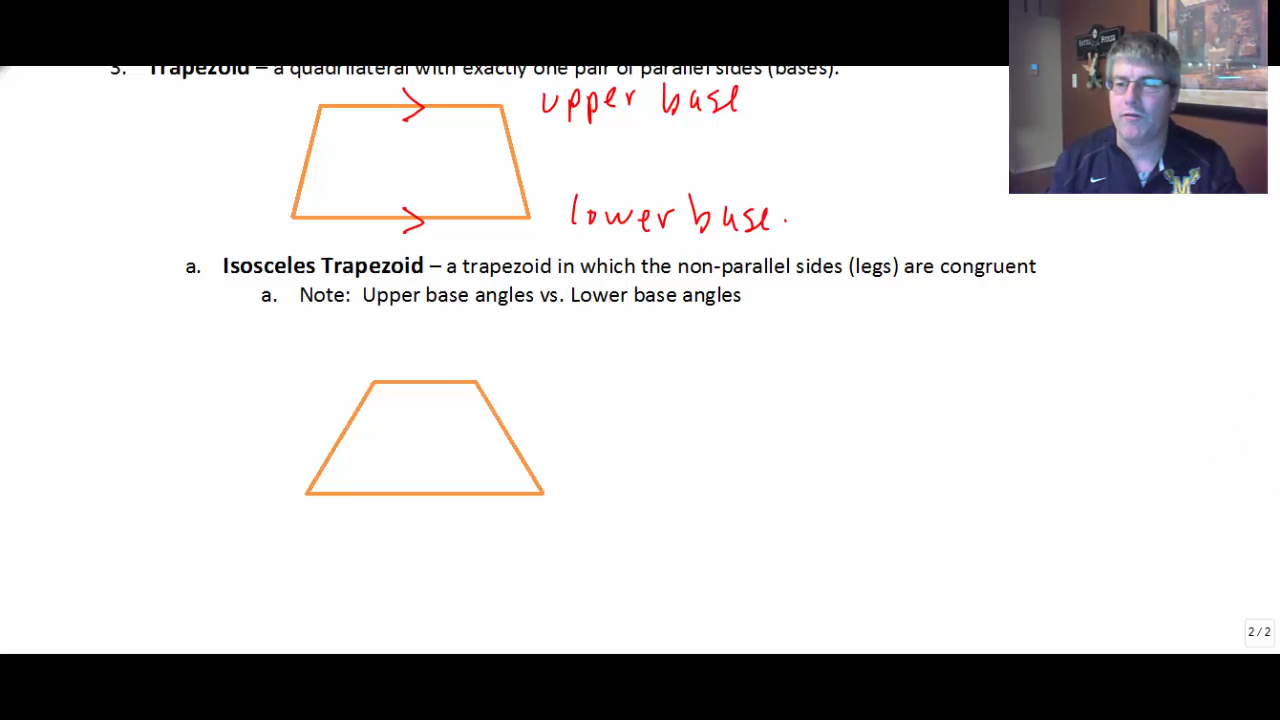 3. Trapezoid – a quadrilateral with exactly one pair of parallel sides (bases).
upper base
lower base.
a. Isosceles Trapezoid – a trapezoid in which the non-parallel sides (legs) are congruent
a. Note: Upper base angles vs. Lower base angles
2 / 2